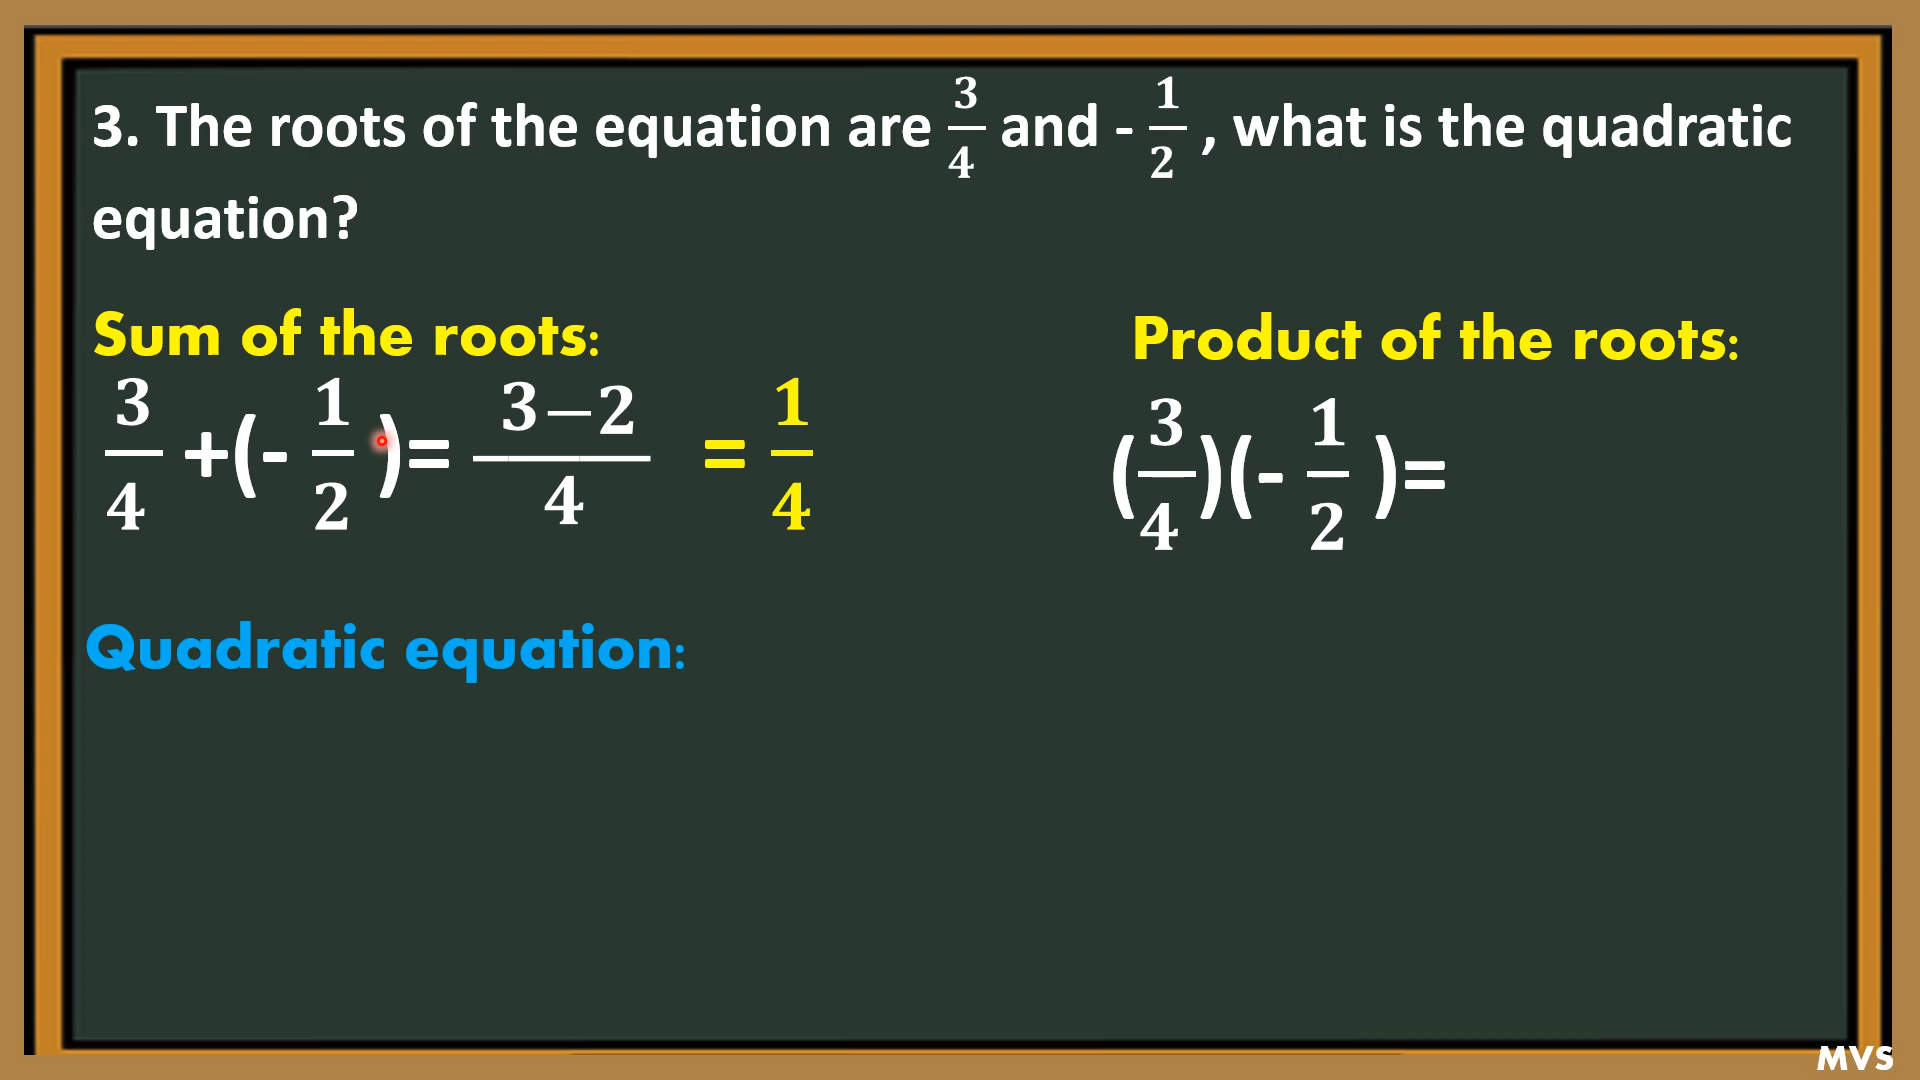 3. The roots of the equation are 3/4 and - 1/2 , what is the quadratic
equation?
Sum of the roots:
3/4 +(- 1/2 )= 3−2/4 = 1/4
Product of the roots:
(3/4)(- 1/2 )=
Quadratic equation:
MVS